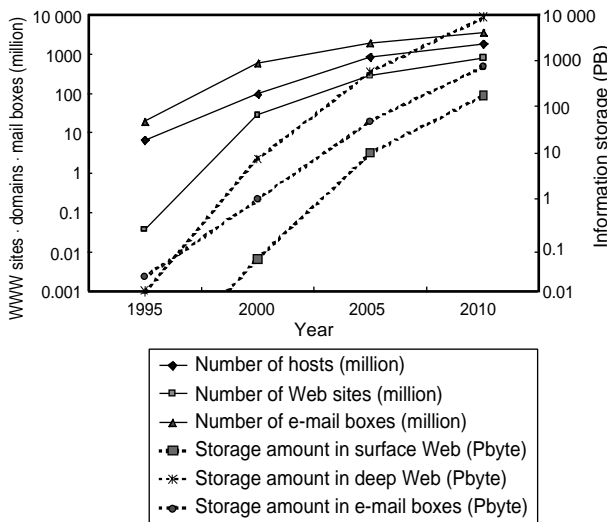 WWW sites · domains · mail boxes (million)
10 000
1000
100
10
1
0.1
0.01
0.001
10 000
1000
100
10
1
0.1
0.01
Information storage (PB)
1995 2000 2005 2010
Year
Number of hosts (million)
Number of Web sites (million)
Number of e-mail boxes (million)
Storage amount in surface Web (Pbyte)
Storage amount in deep Web (Pbyte)
Storage amount in e-mail boxes (Pbyte)